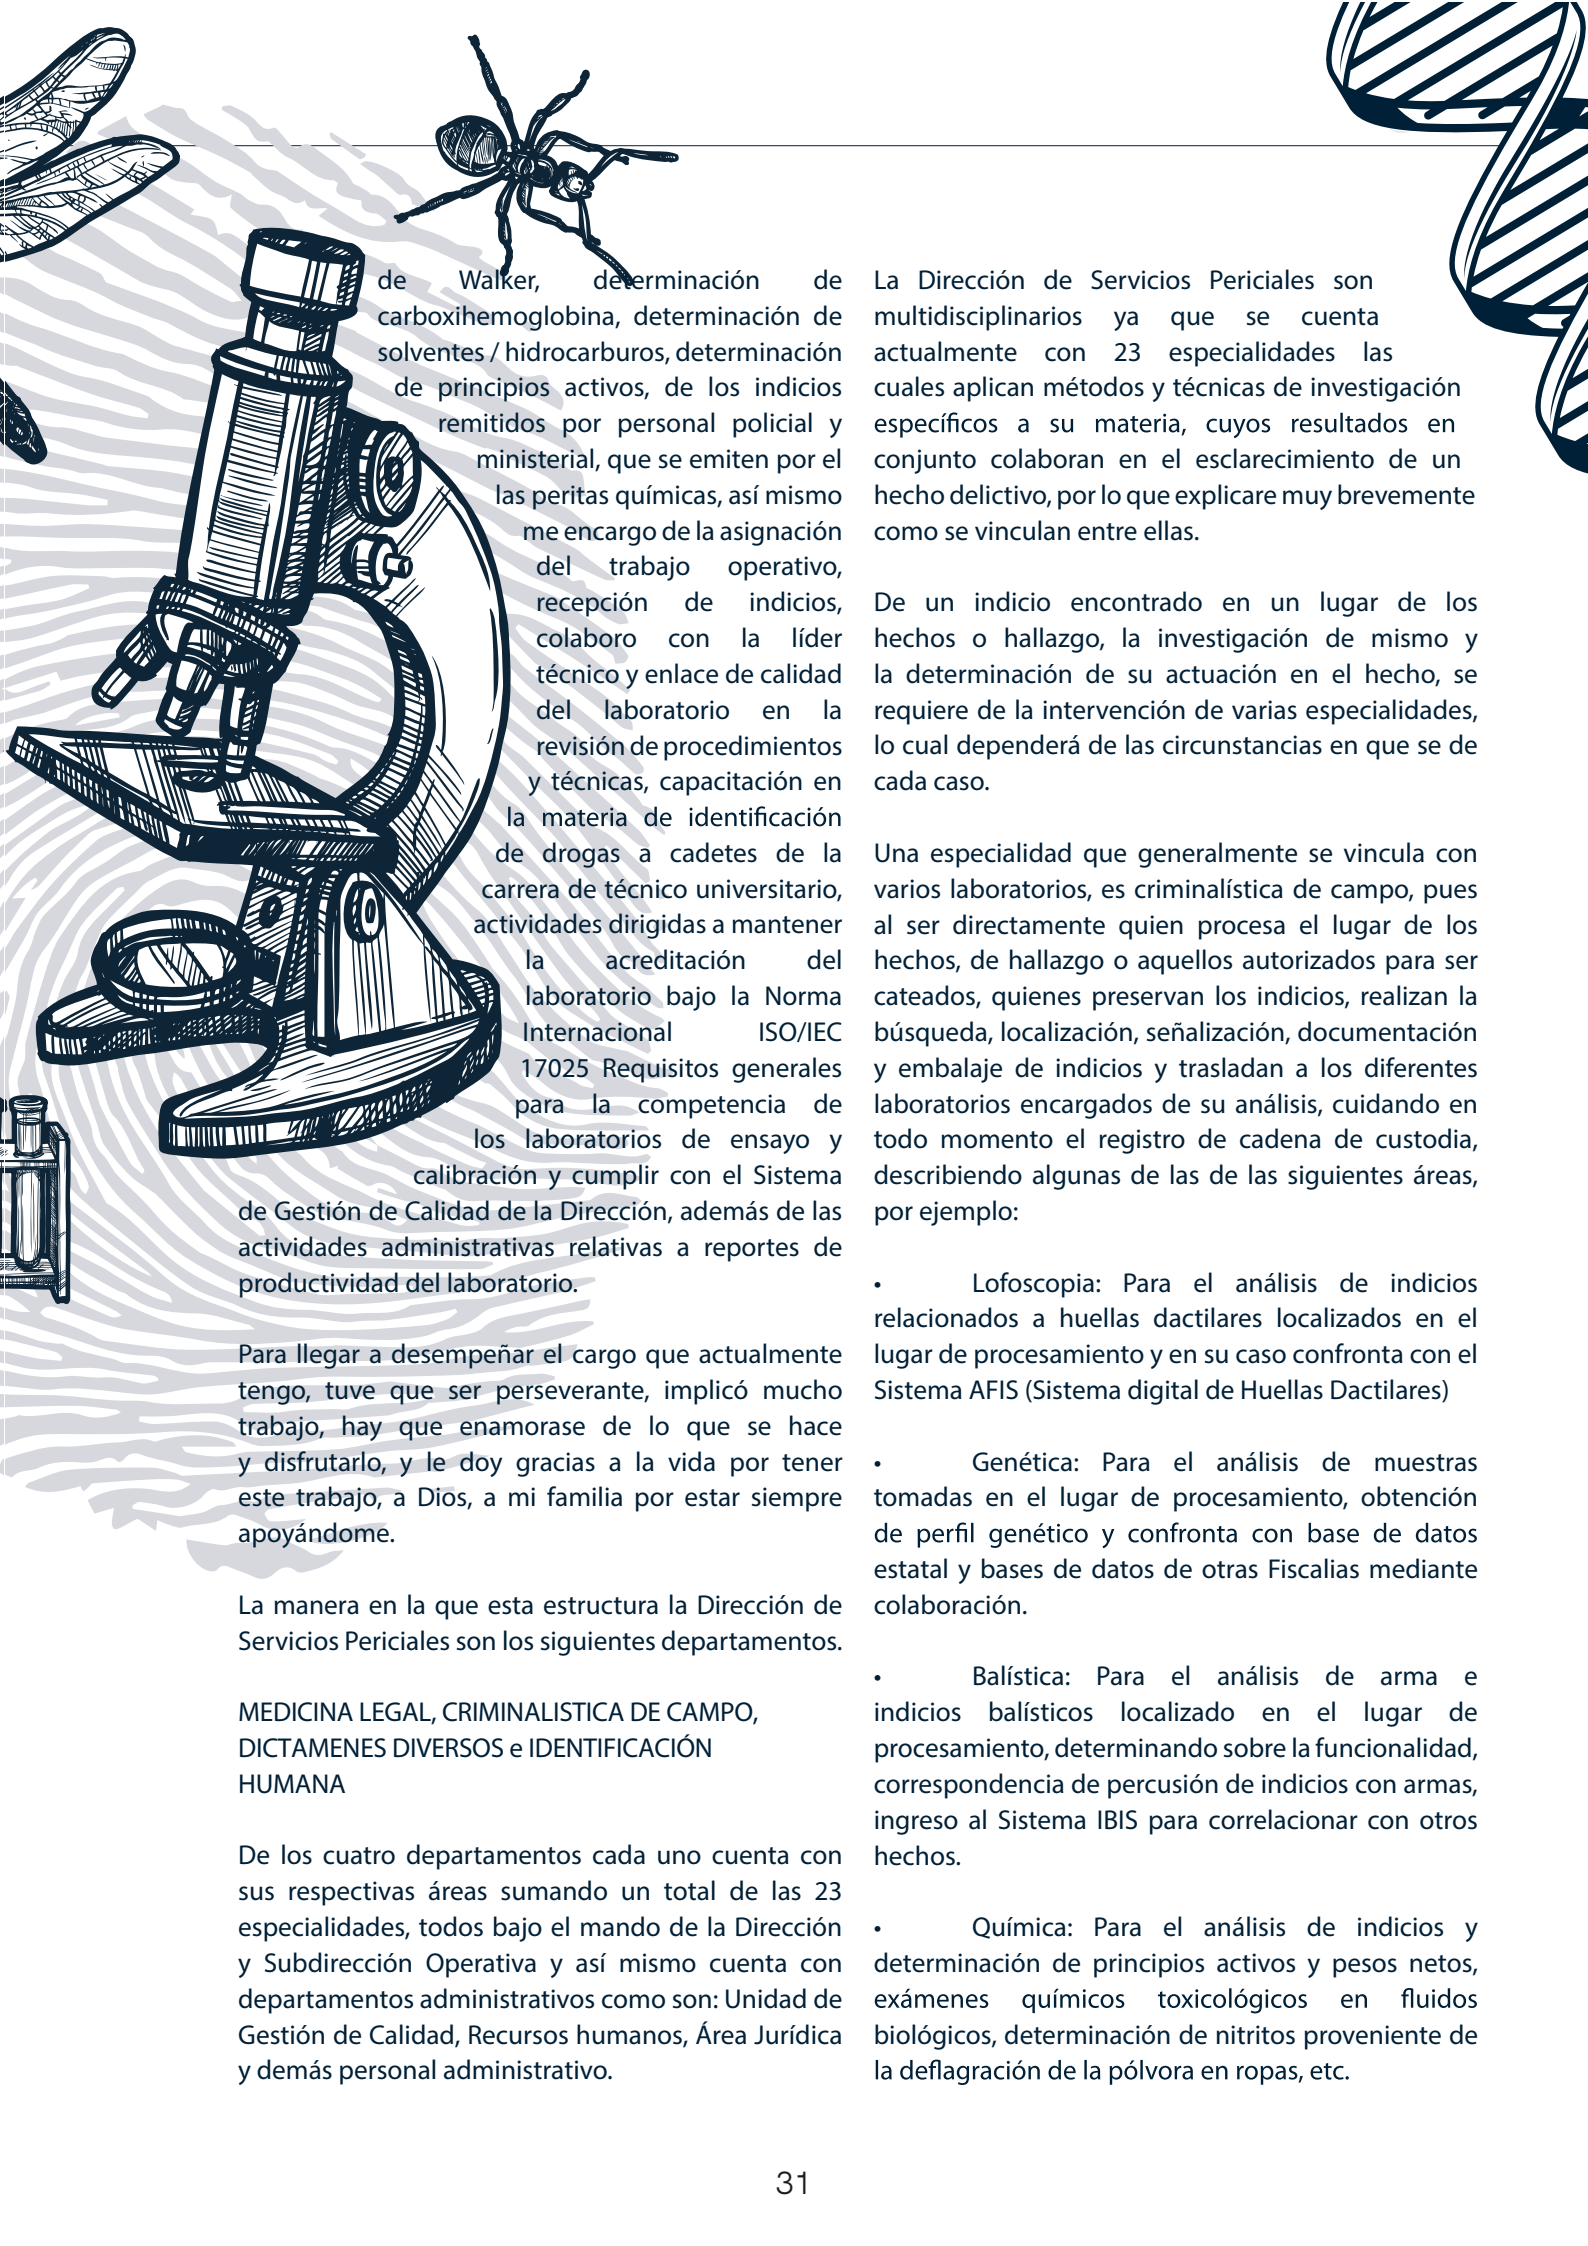 de Walker, determinación de
carboxihemoglobina, determinación de
solventes / hidrocarburos, determinación
de principios activos, de los indicios
remitidos por personal policial y
ministerial, que se emiten por el
las peritas químicas, así mismo
me encargo de la asignación
del trabajo operativo,
recepción de indicios,
colaboro con la líder
técnico y enlace de calidad
del laboratorio en la
revisión de procedimientos
y técnicas, capacitación en
la materia de identificación
de drogas a cadetes de la
carrera de técnico universitario,
actividades dirigidas a mantener
la acreditación del
laboratorio bajo la Norma
Internacional ISO/IEC
17025 Requisitos generales
para la competencia de
los laboratorios de ensayo y
calibración y cumplir con el Sistema
de Gestión de Calidad de la Dirección, además de las
actividades administrativas relativas a reportes de
productividad del laboratorio.
Para llegar a desempeñar el cargo que actualmente
tengo, tuve que ser perseverante, implicó mucho
trabajo, hay que enamorase de lo que se hace
y disfrutarlo, y le doy gracias a la vida por tener
este trabajo, a Dios, a mi familia por estar siempre
apoyándome.
La manera en la que esta estructura la Dirección de
Servicios Periciales son los siguientes departamentos.
MEDICINA LEGAL, CRIMINALISTICA DE CAMPO,
DICTAMENES DIVERSOS e IDENTIFICACIÓN
HUMANA
De los cuatro departamentos cada uno cuenta con
sus respectivas áreas sumando un total de las 23
especialidades, todos bajo el mando de la Dirección
y Subdirección Operativa y así mismo cuenta con
departamentos administrativos como son: Unidad de
Gestión de Calidad, Recursos humanos, Área Jurídica
y demás personal administrativo.
La Dirección de Servicios Periciales son
multidisciplinarios ya que se cuenta
actualmente con 23 especialidades las
cuales aplican métodos y técnicas de investigación
específicos a su materia, cuyos resultados en
conjunto colaboran en el esclarecimiento de un
hecho delictivo, por lo que explicare muy brevemente
como se vinculan entre ellas.
De un indicio encontrado en un lugar de los
hechos o hallazgo, la investigación de mismo y
la determinación de su actuación en el hecho, se
requiere de la intervención de varias especialidades,
lo cual dependerá de las circunstancias en que se de
cada caso.
Una especialidad que generalmente se vincula con
varios laboratorios, es criminalística de campo, pues
al ser directamente quien procesa el lugar de los
hechos, de hallazgo o aquellos autorizados para ser
cateados, quienes preservan los indicios, realizan la
búsqueda, localización, señalización, documentación
y embalaje de indicios y trasladan a los diferentes
laboratorios encargados de su análisis, cuidando en
todo momento el registro de cadena de custodia,
describiendo algunas de las de las siguientes áreas,
por ejemplo:
• Lofoscopia: Para el análisis de indicios
relacionados a huellas dactilares localizados en el
lugar de procesamiento y en su caso confronta con el
Sistema AFIS (Sistema digital de Huellas Dactilares)
• Genética: Para el análisis de muestras
tomadas en el lugar de procesamiento, obtención
de perfil genético y confronta con base de datos
estatal y bases de datos de otras Fiscalias mediante
colaboración.
• Balística: Para el análisis de arma e
indicios balísticos localizado en el lugar de
procesamiento, determinando sobre la funcionalidad,
correspondencia de percusión de indicios con armas,
ingreso al Sistema IBIS para correlacionar con otros
hechos.
• Química: Para el análisis de indicios y
determinación de principios activos y pesos netos,
exámenes químicos toxicológicos en fluidos
biológicos, determinación de nitritos proveniente de
la deflagración de la pólvora en ropas, etc.
31